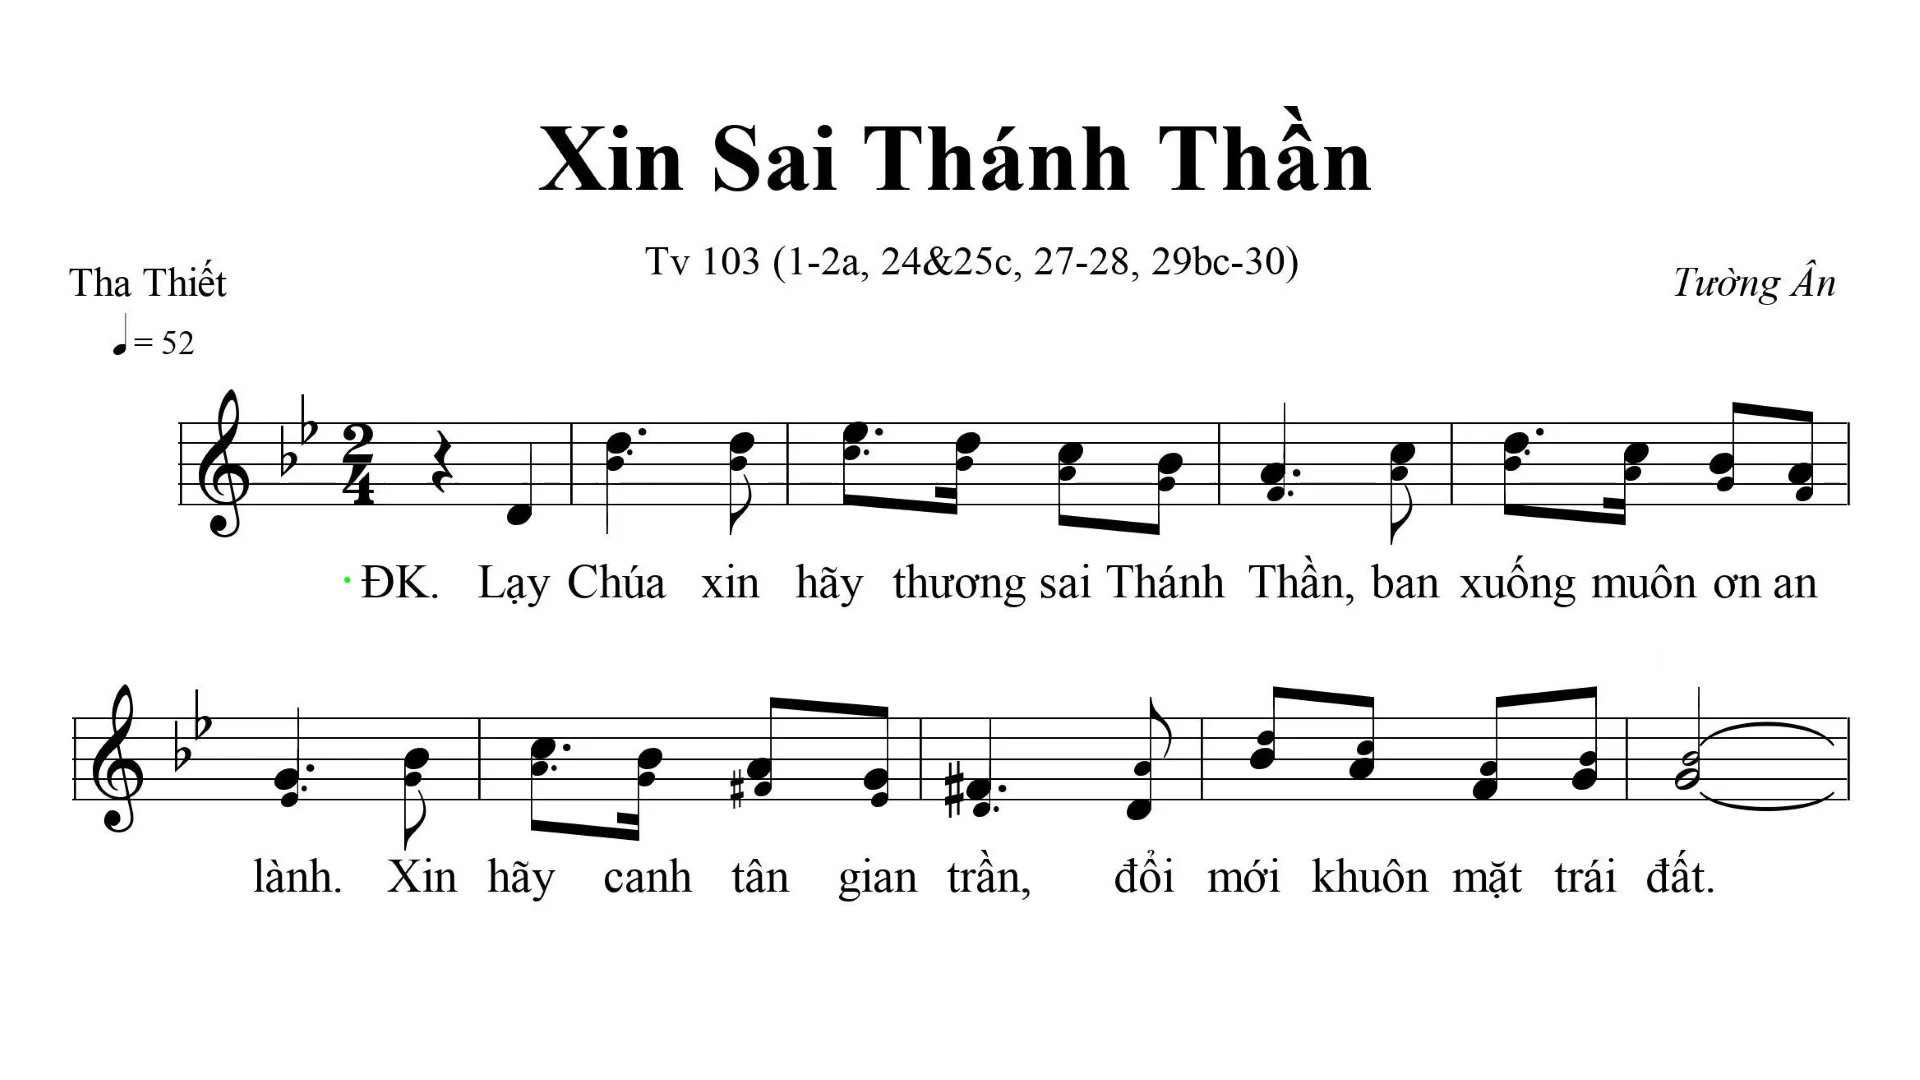 Xin Sai Thánh Thần
Tv 103 (1-2a, 24&25c, 27-28, 29bc-30)
Tha Thiết
Tường Ân
= 52
2
4
ĐK. Lạy Chúa xin hãy thương sai Thánh Thần, ban xuống muôn ơn an
lành. Xin hãy canh tân gian trần, đổi mới khuôn mặt trái đất.